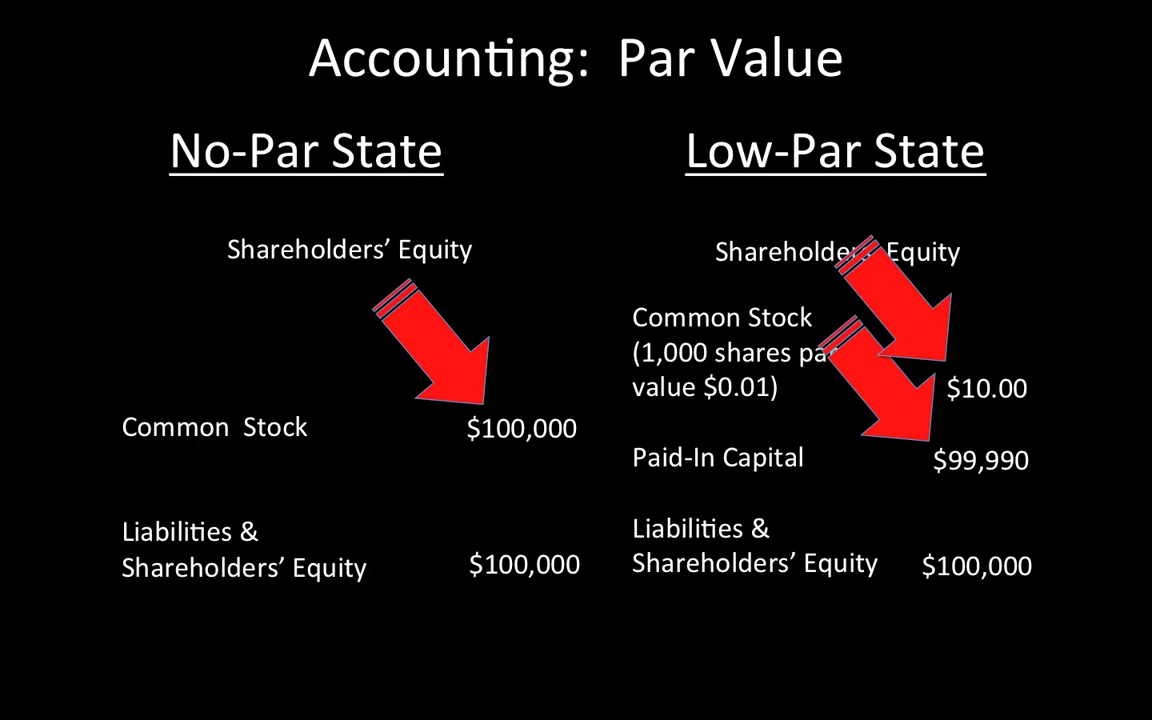 Accounting: Par Value
No-Par State
Shareholders’ Equity
Common Stock $100,000
Liabilities &
Shareholders’ Equity $100,000
Low-Par State
Equity
Common Stock
(1,000 shares
value $0.01) $10.00
Paid-In Capital $99,990
Liabilities &
Shareholders’ Equity $100,000